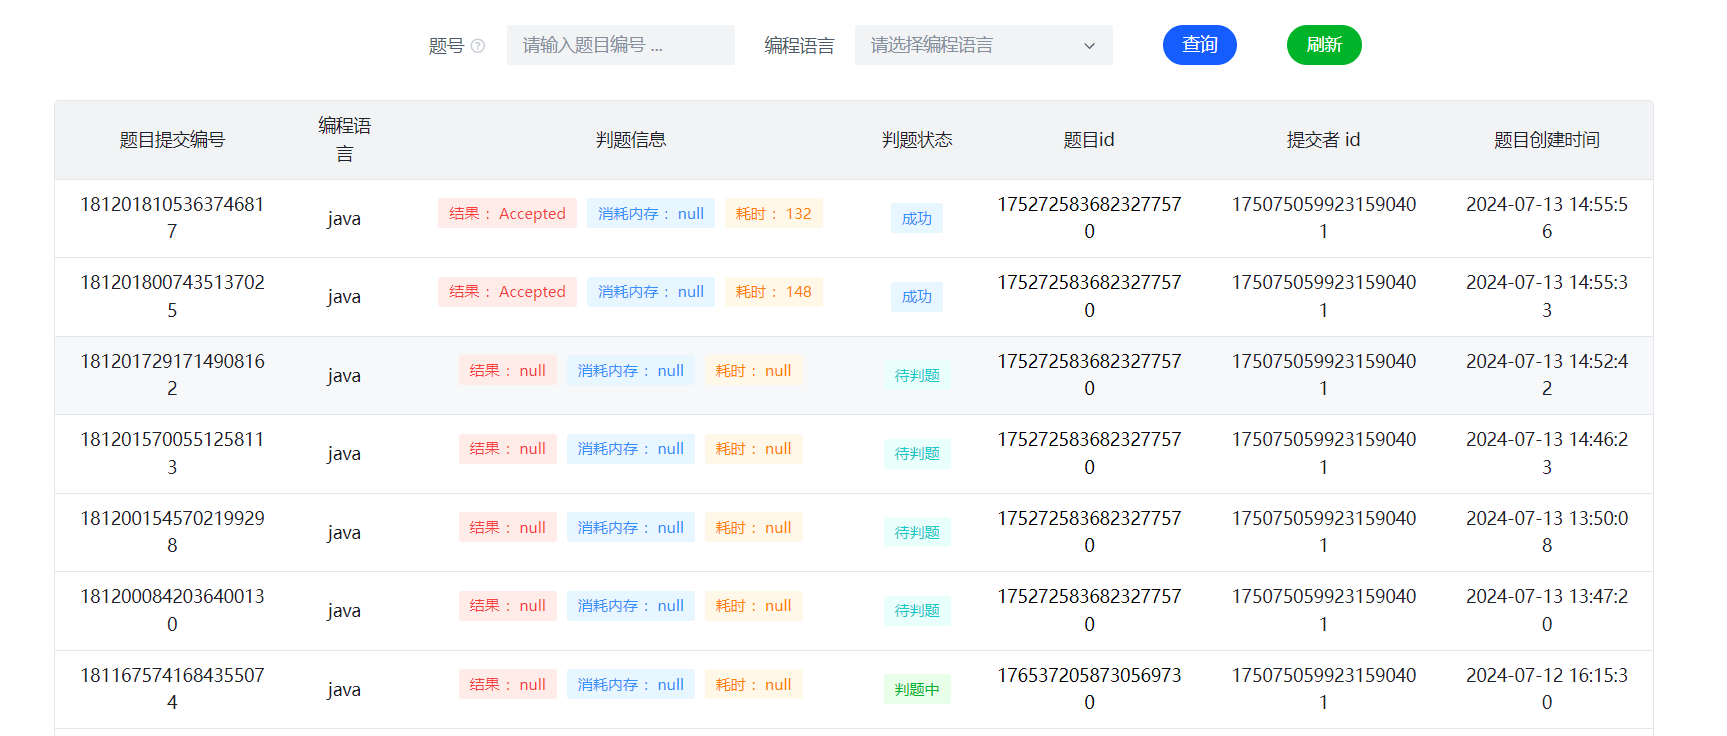 题号 请输入题目编号 ... 编程语言 请选择编程语言 查询 刷新
题目提交编号 编程语言 判题信息 判题状态 题目id 提交者 id 题目创建时间
1812018105363746817 java 结果： Accepted 消耗内存： null 耗时： 132 成功 1752725836823277570 1750750599231590401 2024-07-13 14:55:56
1812018007435137025 java 结果： Accepted 消耗内存： null 耗时： 148 成功 1752725836823277570 1750750599231590401 2024-07-13 14:55:33
1812017291714908162 java 结果： null 消耗内存： null 耗时： null 待判题 1752725836823277570 1750750599231590401 2024-07-13 14:52:42
1812015700551258113 java 结果： null 消耗内存： null 耗时： null 待判题 1752725836823277570 1750750599231590401 2024-07-13 14:46:23
1812001545702199298 java 结果： null 消耗内存： null 耗时： null 待判题 1752725836823277570 1750750599231590401 2024-07-13 13:50:08
1812000842036400130 java 结果： null 消耗内存： null 耗时： null 待判题 1752725836823277570 1750750599231590401 2024-07-13 13:47:20
1811675741684355074 java 结果： null 消耗内存： null 耗时： null 判题中 1765372058730569730 1750750599231590401 2024-07-12 16:15:30